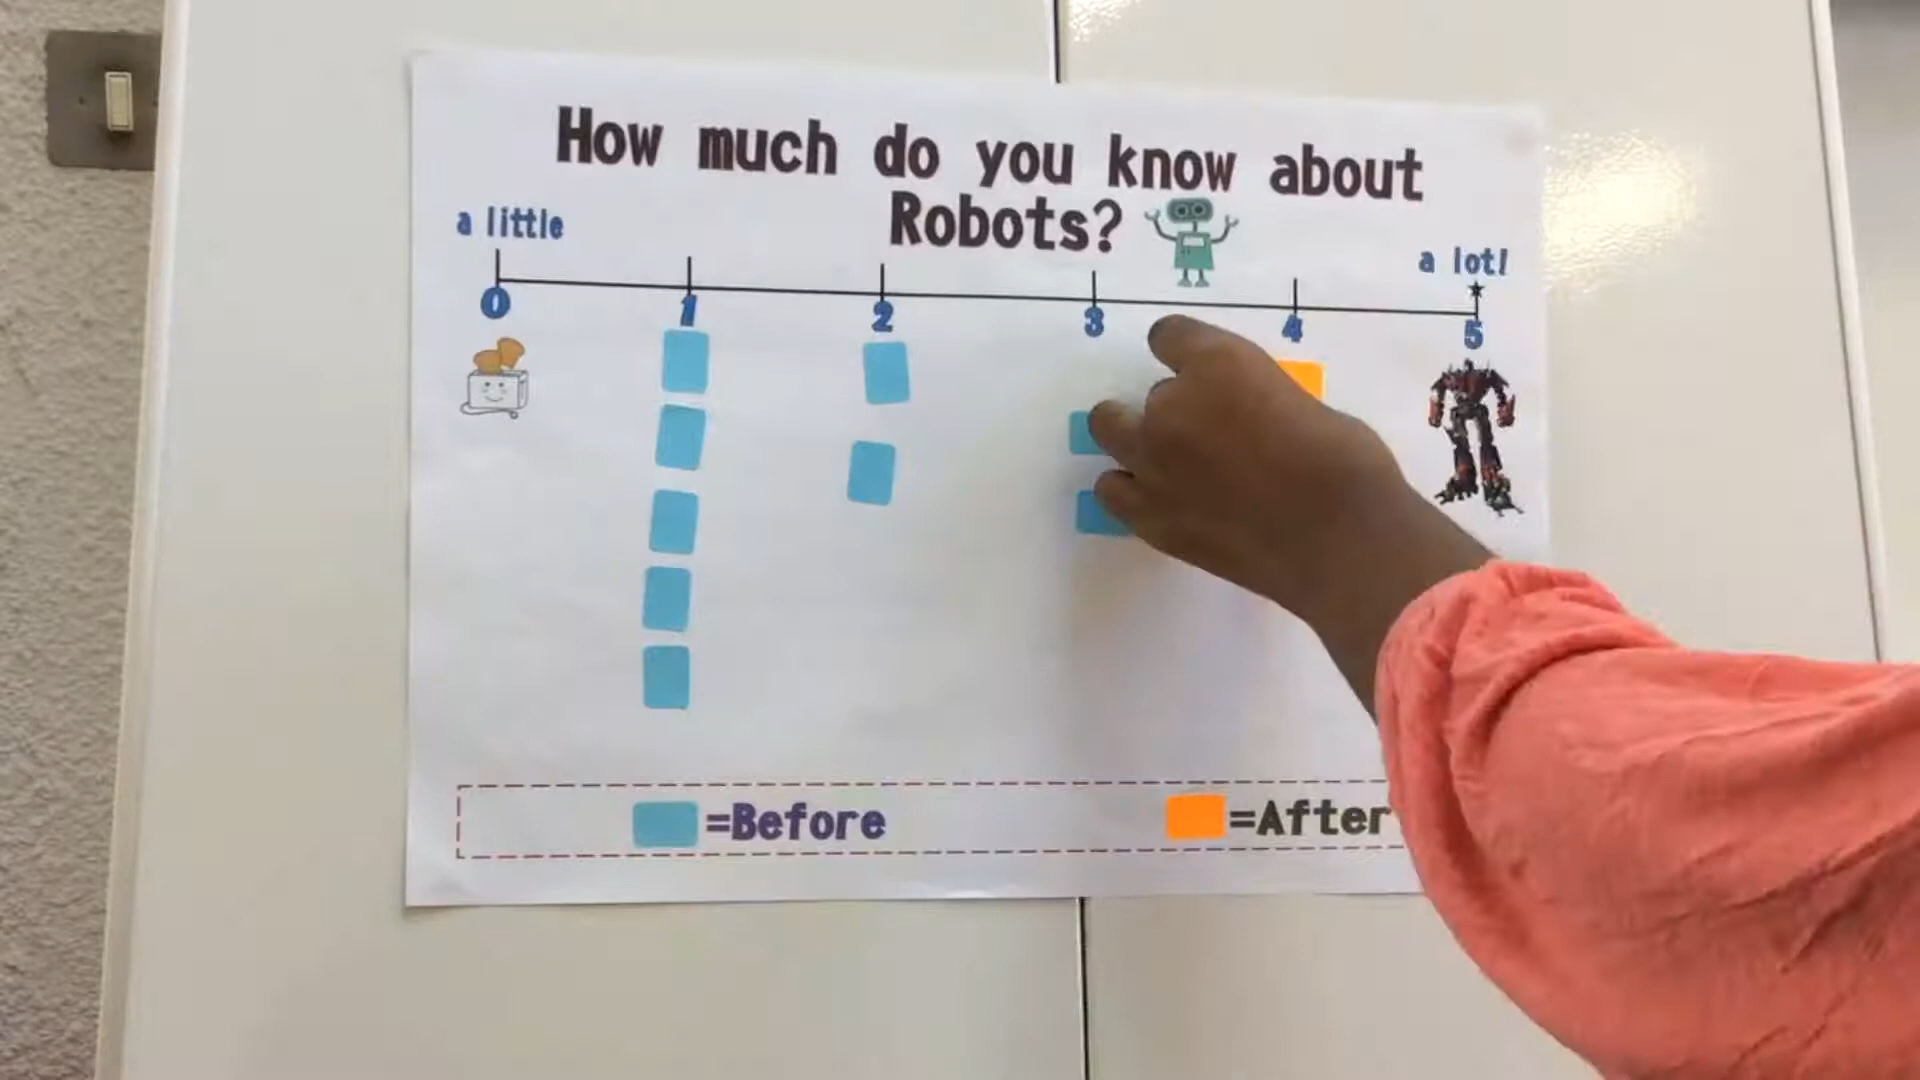 How much do you know about
Robots?
a little
a lot!
0 1 2 3 4 5
=Before =After